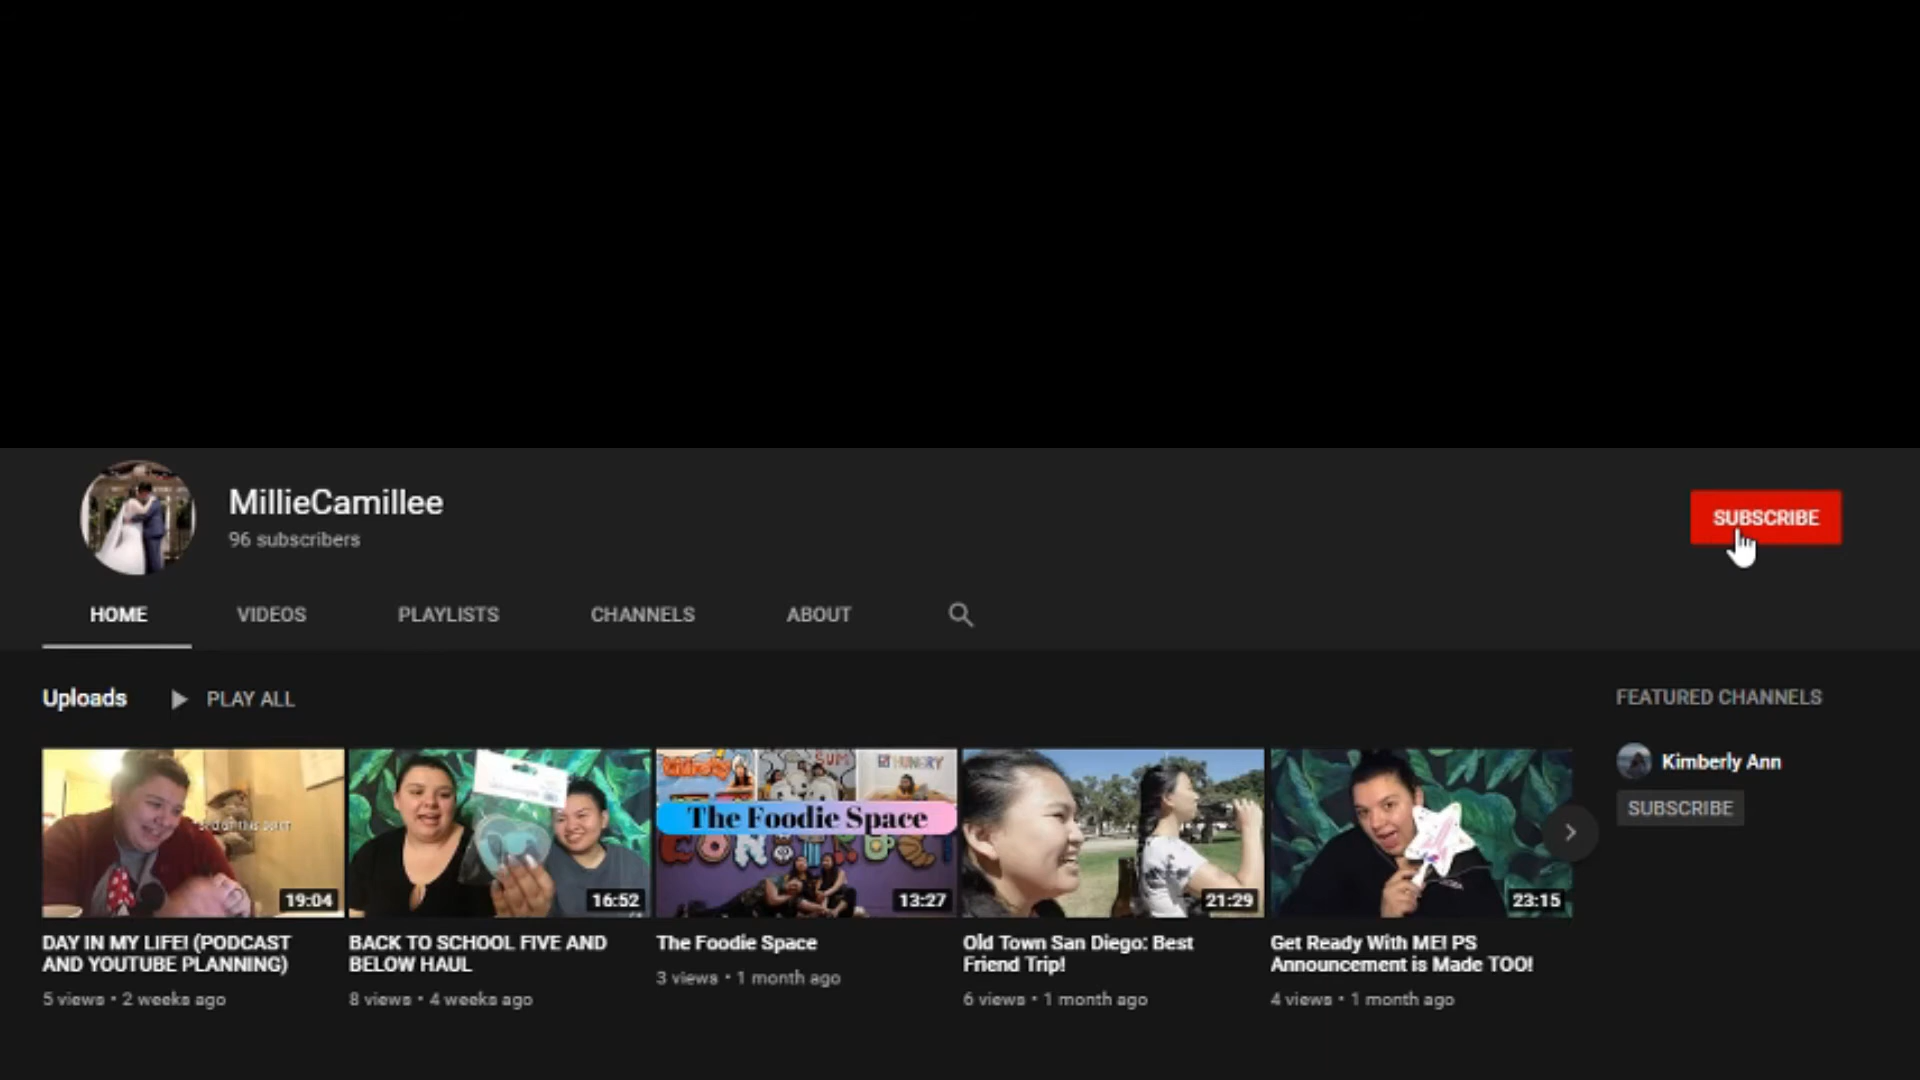 MillieCamillee
96 subscribers
SUBSCRIBE
HOME VIDEOS PLAYLISTS CHANNELS ABOUT
Uploads PLAY ALL
FEATURED CHANNELS
Kimberly Ann
SUBSCRIBE
19:04
16:52
SUM
HUNGRY
The Foodie Space
13:27
21:29
23:15
DAY IN MY LIFE! (PODCAST
AND YOUTUBE PLANNING)
5 views • 2 weeks ago
BACK TO SCHOOL FIVE AND
BELOW HAUL
8 views • 4 weeks ago
The Foodie Space
3 views • 1 month ago
Old Town San Diego: Best
Friend Trip!
6 views • 1 month ago
Get Ready With ME! PS
Announcement is Made TOO!
4 views • 1 month ago